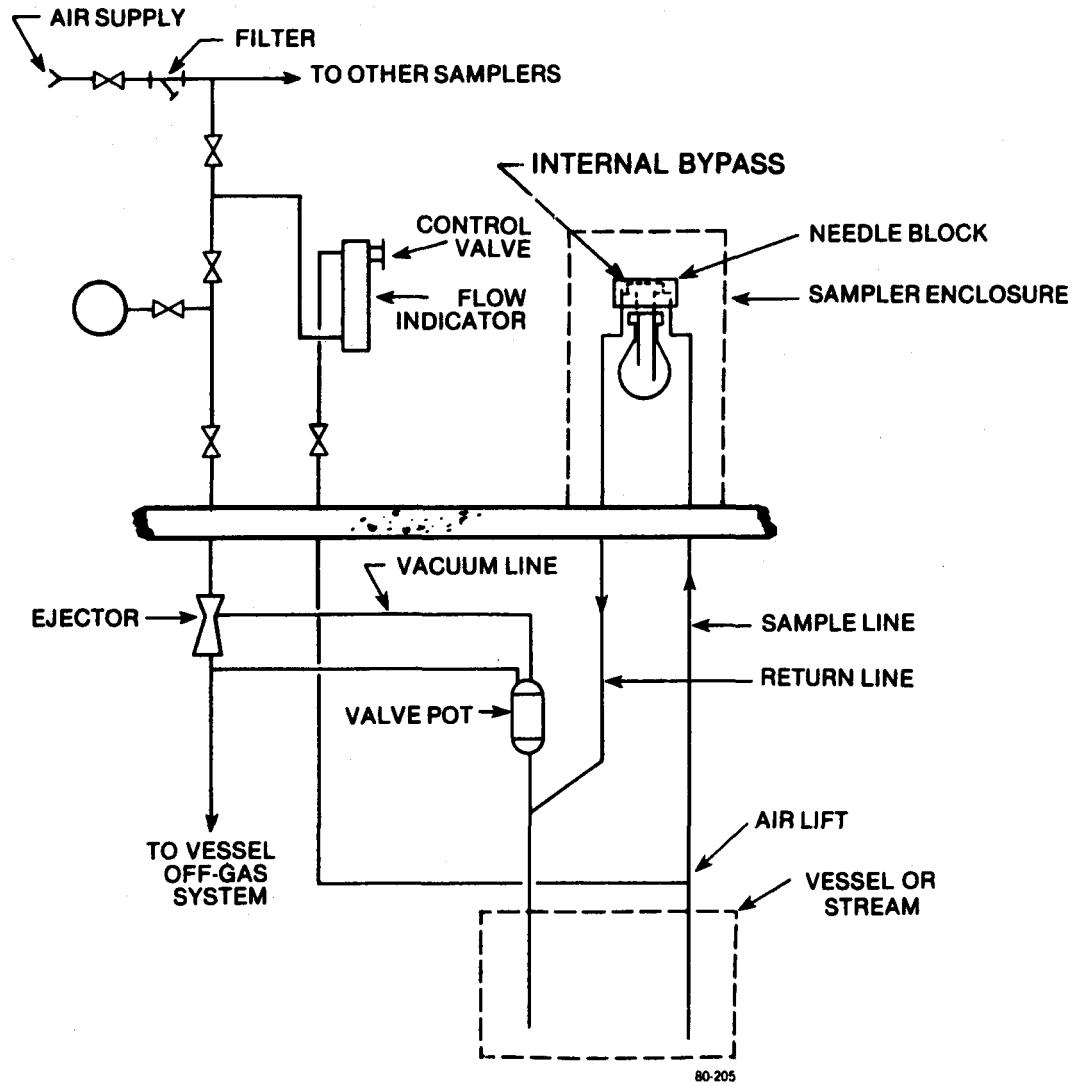 AIR SUPPLY
FILTER
TO OTHER SAMPLERS
INTERNAL BYPASS
CONTROL
VALVE
NEEDLE BLOCK
FLOW
INDICATOR
SAMPLER ENCLOSURE
VACUUM LINE
EJECTOR
SAMPLE LINE
RETURN LINE
VALVE POT
AIR LIFT
TO VESSEL
OFF-GAS
SYSTEM
VESSEL OR
STREAM
80-205